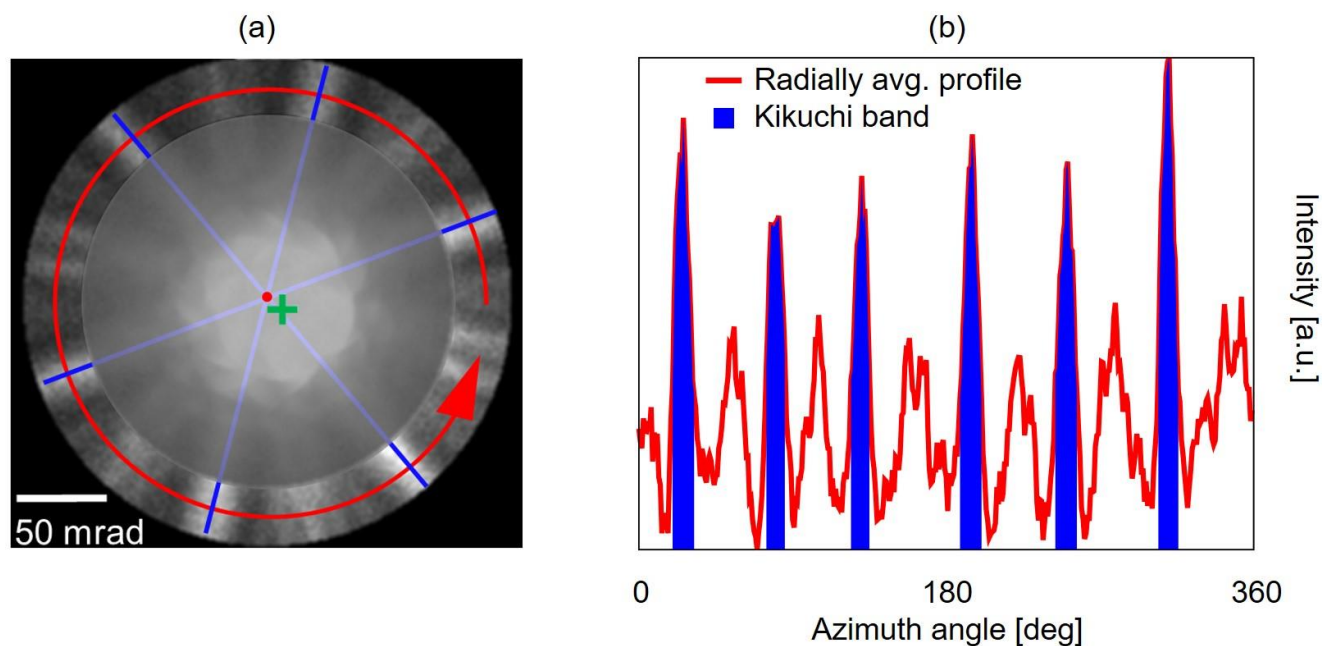 (a)
50 mrad
(b)
Radially avg. profile
Kikuchi band
Intensity [a.u.]
0 180 360
Azimuth angle [deg]